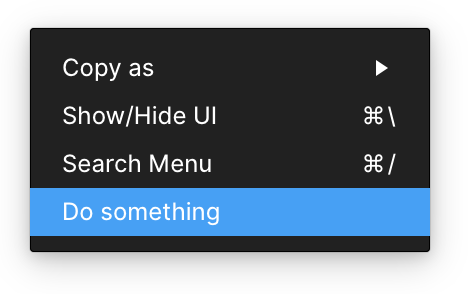 Copy as ▶
Show/Hide UI ⌘\
Search Menu ⌘/
Do something